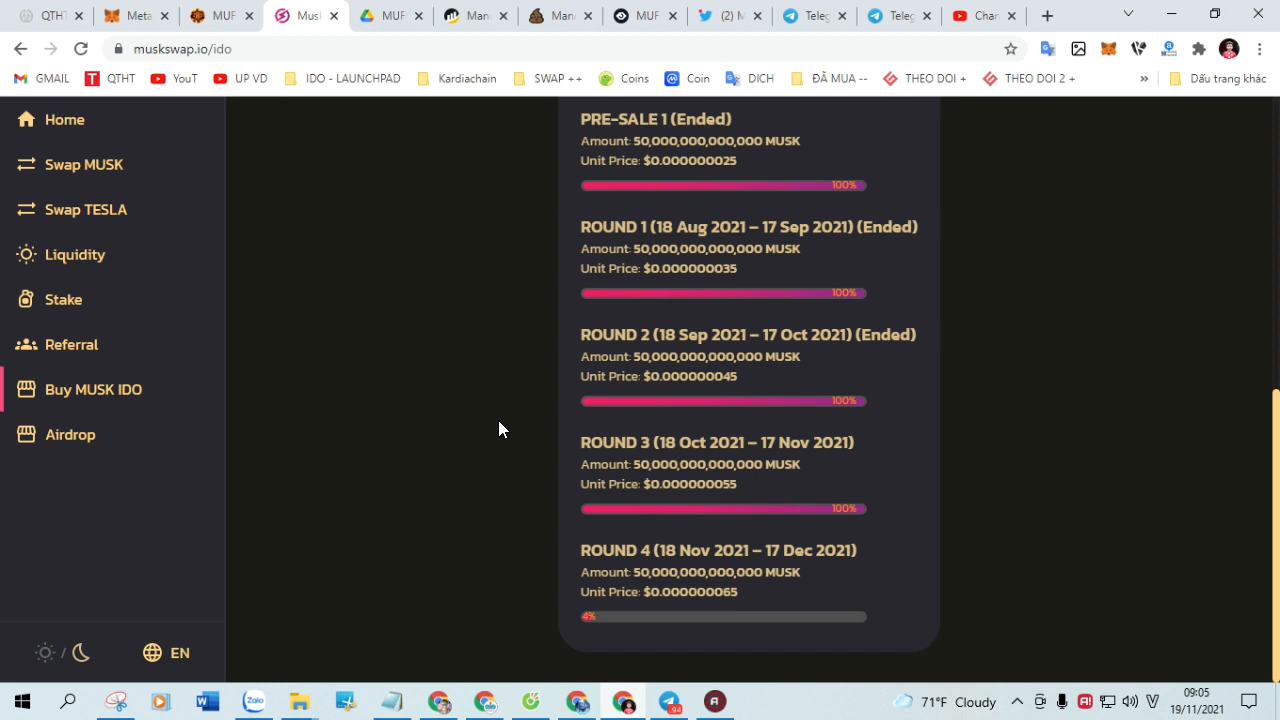 QTHT
Meta
MUF
Musk
MUF
Man
Man
MUF
(2) M
Teleg
Teleg
Chan
muskswap.io/ido
GMAIL
QTHT
YouT
UP VD
IDO - LAUNCHPAD
Kardiachain
SWAP ++
Coins
Coin
DICH
ĐÃ MUA --
THEO DOI +
THEO DOI 2 +
»
Dấu trang khác
Home
Swap MUSK
Swap TESLA
Liquidity
Stake
Referral
Buy MUSK IDO
Airdrop
/
EN
PRE-SALE 1 (Ended)
Amount: 50,000,000,000,000 MUSK
Unit Price: $0.000000025
100%
ROUND 1 (18 Aug 2021 – 17 Sep 2021) (Ended)
Amount: 50,000,000,000,000 MUSK
Unit Price: $0.000000035
100%
ROUND 2 (18 Sep 2021 – 17 Oct 2021) (Ended)
Amount: 50,000,000,000,000 MUSK
Unit Price: $0.000000045
100%
ROUND 3 (18 Oct 2021 – 17 Nov 2021)
Amount: 50,000,000,000,000 MUSK
Unit Price: $0.000000055
100%
ROUND 4 (18 Nov 2021 – 17 Dec 2021)
Amount: 50,000,000,000,000 MUSK
Unit Price: $0.000000065
4%
Zalo
94
71°F Cloudy
09:05
19/11/2021